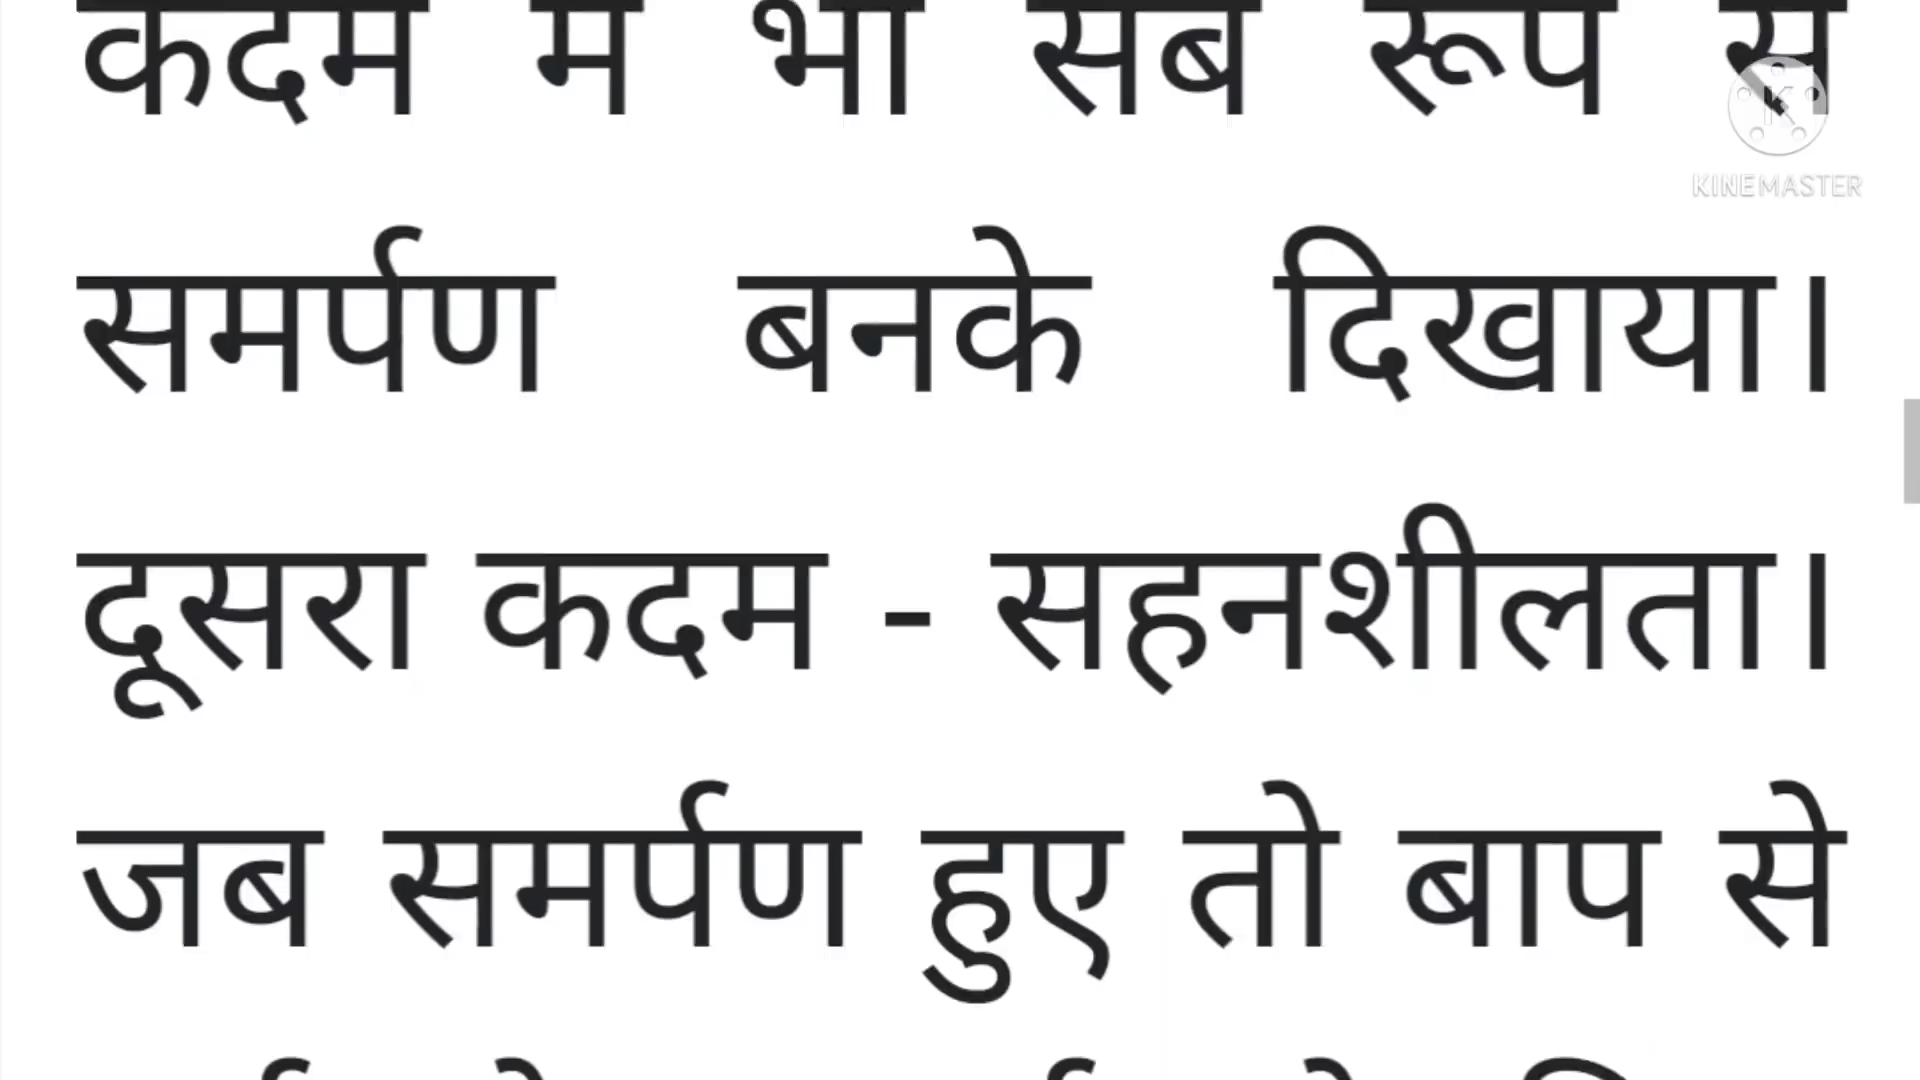 कदम में भी सब रूप से
KINEMASTER
समर्पण बनके दिखाया।
दूसरा कदम - सहनशीलता।
जब समर्पण हुए तो बाप से